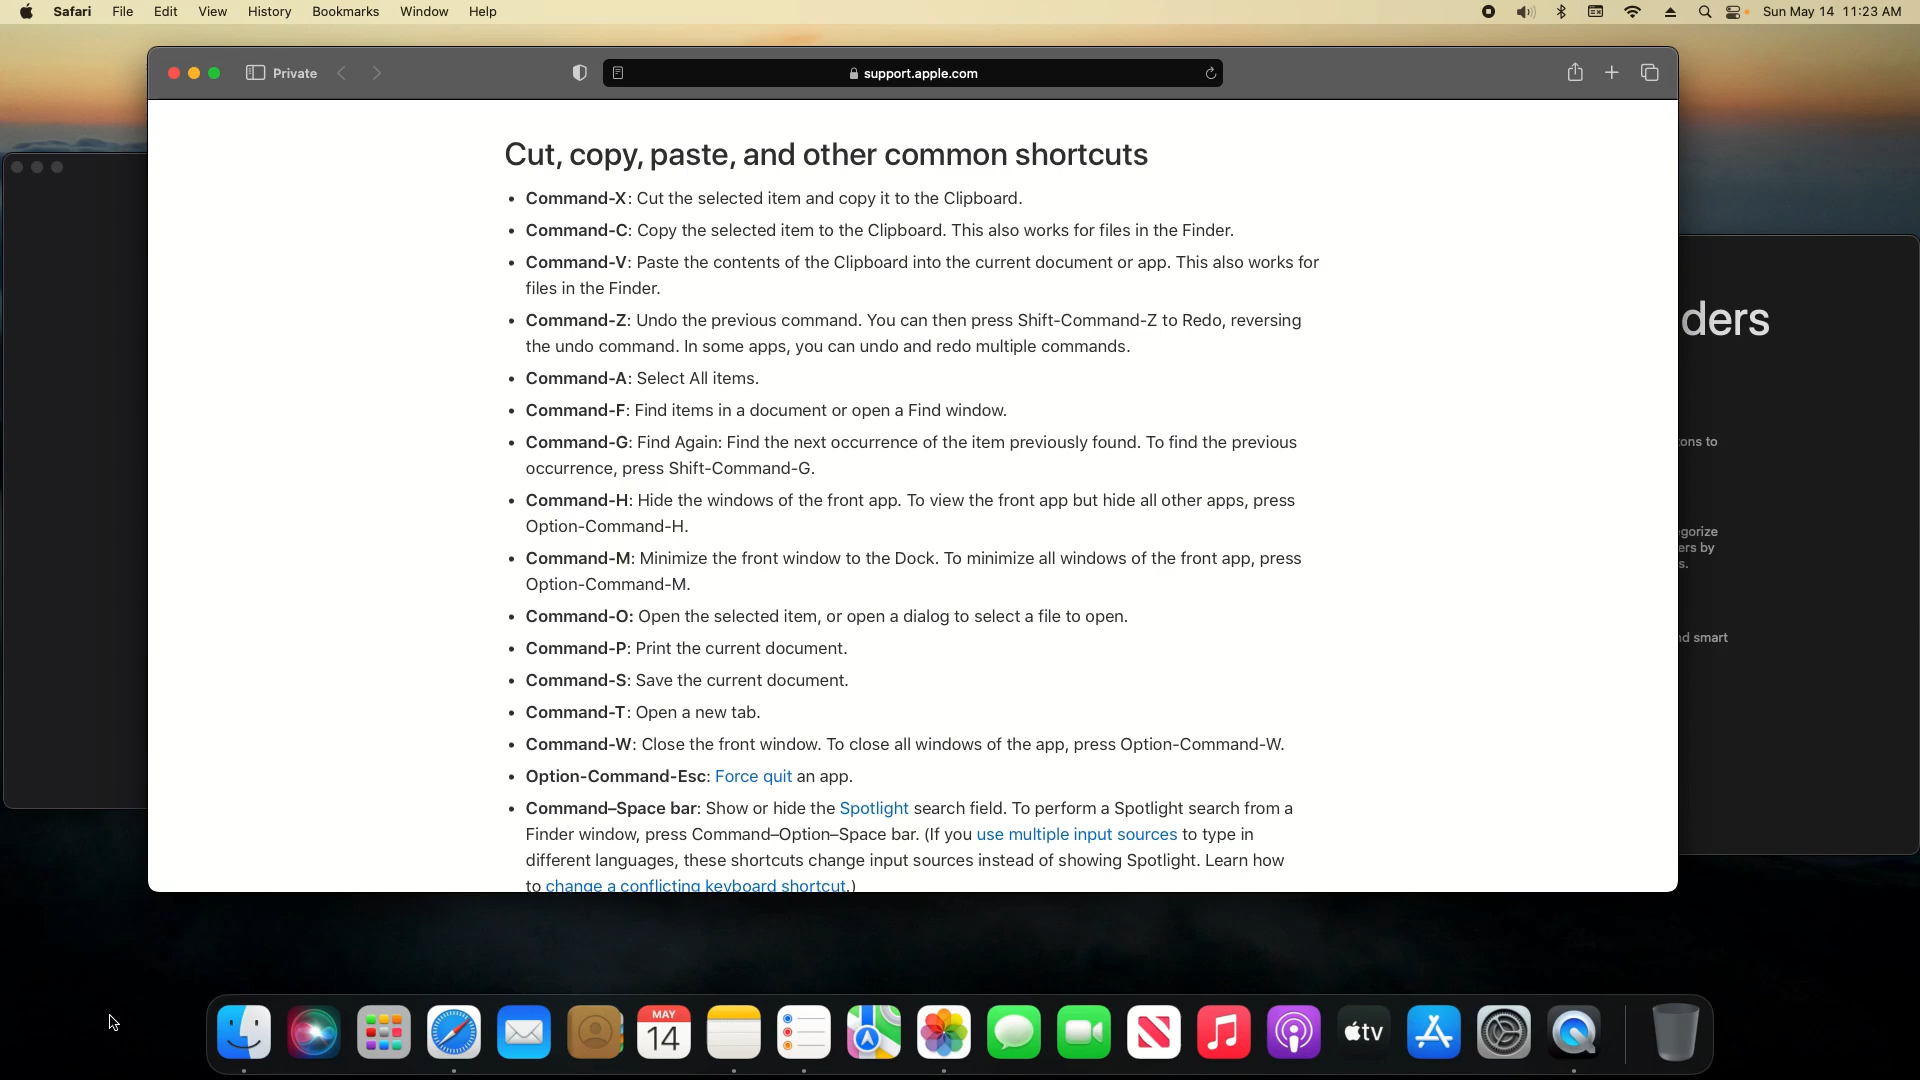 Safari File Edit View History Bookmarks Window Help Sun May 14 11:23 AM
Private support.apple.com
Cut, copy, paste, and other common shortcuts
• Command-X: Cut the selected item and copy it to the Clipboard.
• Command-C: Copy the selected item to the Clipboard. This also works for files in the Finder.
• Command-V: Paste the contents of the Clipboard into the current document or app. This also works for
files in the Finder.
• Command-Z: Undo the previous command. You can then press Shift-Command-Z to Redo, reversing
the undo command. In some apps, you can undo and redo multiple commands.
• Command-A: Select All items.
• Command-F: Find items in a document or open a Find window.
• Command-G: Find Again: Find the next occurrence of the item previously found. To find the previous
occurrence, press Shift-Command-G.
• Command-H: Hide the windows of the front app. To view the front app but hide all other apps, press
Option-Command-H.
• Command-M: Minimize the front window to the Dock. To minimize all windows of the front app, press
Option-Command-M.
• Command-O: Open the selected item, or open a dialog to select a file to open.
• Command-P: Print the current document.
• Command-S: Save the current document.
• Command-T: Open a new tab.
• Command-W: Close the front window. To close all windows of the app, press Option-Command-W.
• Option-Command-Esc: Force quit an app.
• Command–Space bar: Show or hide the Spotlight search field. To perform a Spotlight search from a
Finder window, press Command–Option–Space bar. (If you use multiple input sources to type in
different languages, these shortcuts change input sources instead of showing Spotlight. Learn how
to change a conflicting keyboard shortcut.)
ders
ons to
gorize
ers by
s.
nd smart
MAY
14
tv